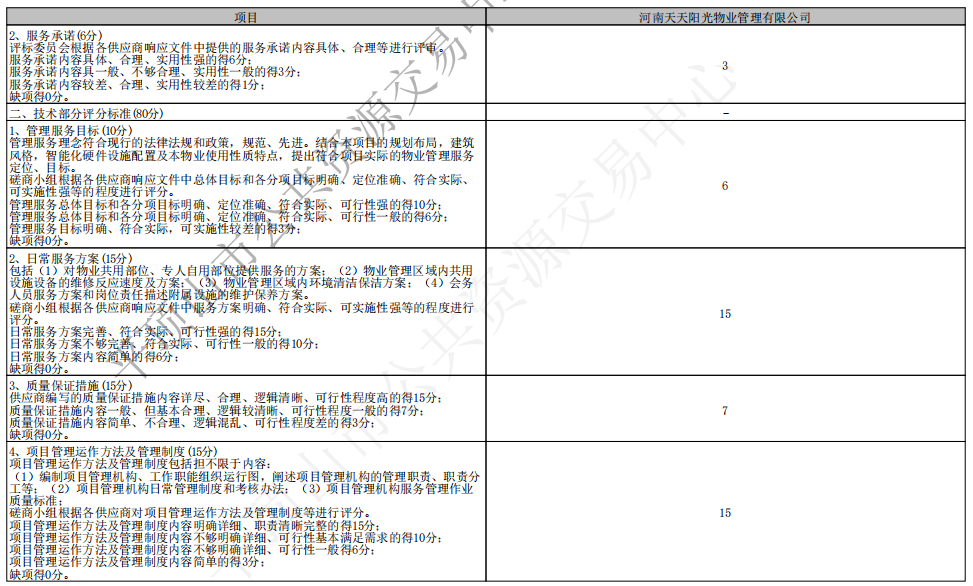 项目
河南天天阳光物业管理有限公司
2、服务承诺(6分)
评标委员会根据各供应商响应文件中提供的服务承诺内容具体、合理等进行评审。
服务承诺内容具体、合理、实用性强的得6分;
服务承诺内容具一般、不够合理、实用性一般的得3分;
服务承诺内容较差、合理、实用性较差的得1分;
缺项得0分。
3
二、技术部分评分标准(80分)
-
1、管理服务目标(10分)
管理服务理念符合现行的法律法规和政策，规范、先进。结合本项目的规划布局，建筑
风格，智能化硬件设施配置及本物业使用性质特点，提出符合项目实际的物业管理服务
定位、目标。
磋商小组根据各供应商响应文件中总体目标和各分项目标明确、定位准确、符合实际、
可实施性强等的程度进行评分。
管理服务总体目标和各分项目标明确、定位准确、符合实际、可行性强的得10分;
管理服务总体目标和各分项目标明确、定位准确、符合实际、可行性一般的得6分;
管理服务目标明确、符合实际，可实施性较差的得3分;
缺项得0分。
6
2、日常服务方案(15分)
包括（1）对物业共用部位、专人自用部位提供服务的方案; （2）物业管理区域内共用
设施设备的维修反应速度及方案; （3）物业管理区域内环境清洁保洁方案; （4）会务
人员服务方案和岗位责任描述附属设施的维护保养方案。
磋商小组根据各供应商响应文件中服务方案明确、符合实际、可实施性强等的程度进行
评分。
日常服务方案完善、符合实际、可行性强的得15分;
日常服务方案不够完善、符合实际、可行性一般的得10分;
日常服务方案内容简单的得6分;
缺项得0分。
15
3、质量保证措施(15分)
供应商编写的质量保证措施内容详尽、合理、逻辑清晰、可行性程度高的得15分;
质量保证措施内容一般、但基本合理、逻辑较清晰、可行性程度一般的得7分;
质量保证措施内容简单、不合理、逻辑混乱、可行性程度差的得3分;
缺项得0分。
7
4、项目管理运作方法及管理制度(15分)
项目管理运作方法及管理制度包括担不限于内容:
（1）编制项目管理机构、工作职能组织运行图，阐述项目管理机构的管理职责、职责分
工等; （2）项目管理机构日常管理制度和考核办法; （3）项目管理机构服务管理作业
质量标准;
磋商小组根据各供应商对项目管理运作方法及管理制度等进行评分。
项目管理运作方法及管理制度内容明确详细、职责清晰完整的得15分;
项目管理运作方法及管理制度内容不够明确详细、可行性基本满足需求的得10分;
项目管理运作方法及管理制度内容不够明确详细、可行性一般得6分;
项目管理运作方法及管理制度内容简单的得3分;
缺项得0分。
15
平顶山市公共资源交易中心
平顶山市公共资源交易中心